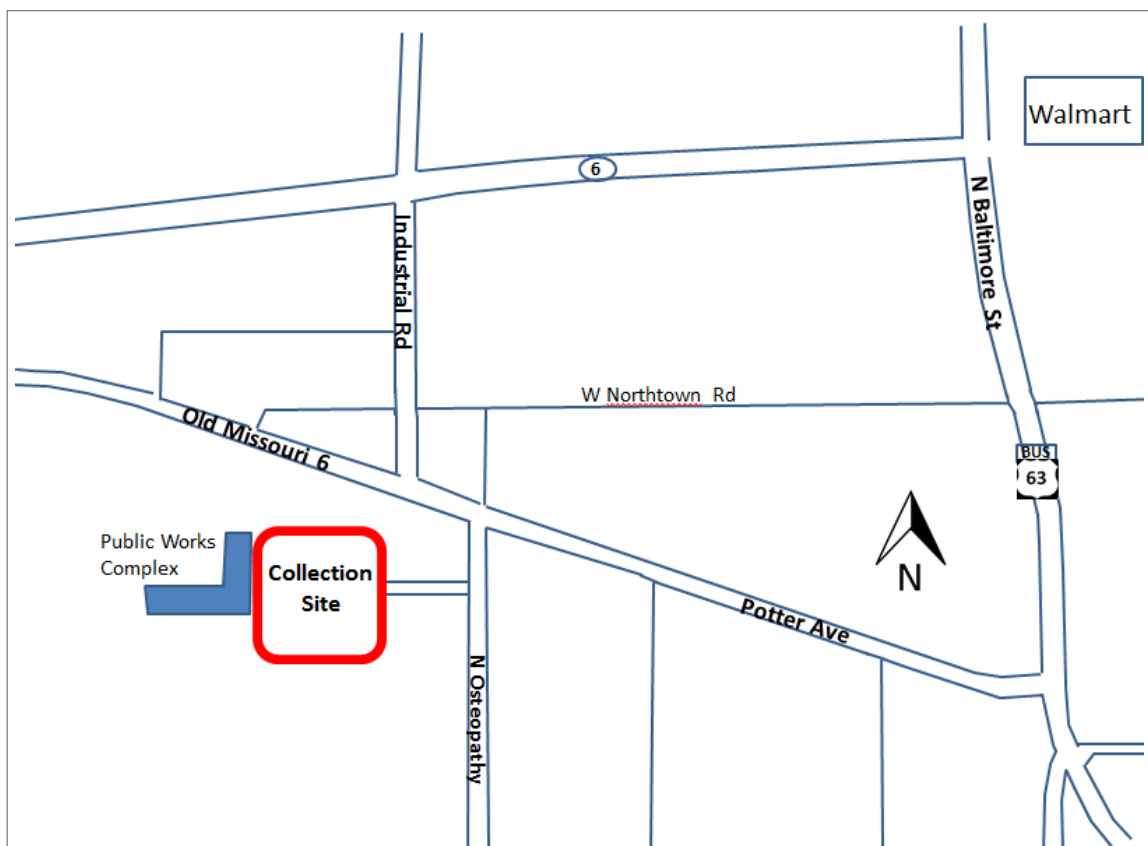 Walmart
6
N Baltimore St
Industrial Rd
W Northtown Rd
Old Missouri 6
BUS
63
Public Works
Complex
Collection
Site
N
Potter Ave
N Osteopathy